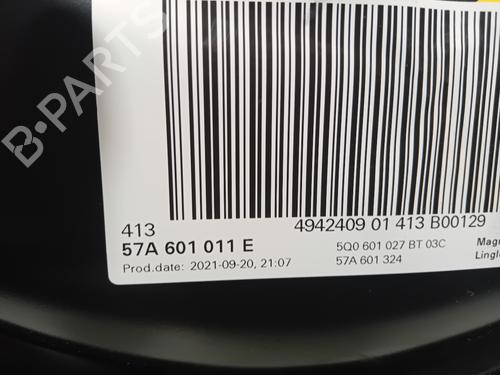 B-PARTS
4942409 01 413 B00129
413
57A 601 011 E
5Q0 601 027 BT 03C
Prod.date: 2021-09-20, 21:07
57A 601 324